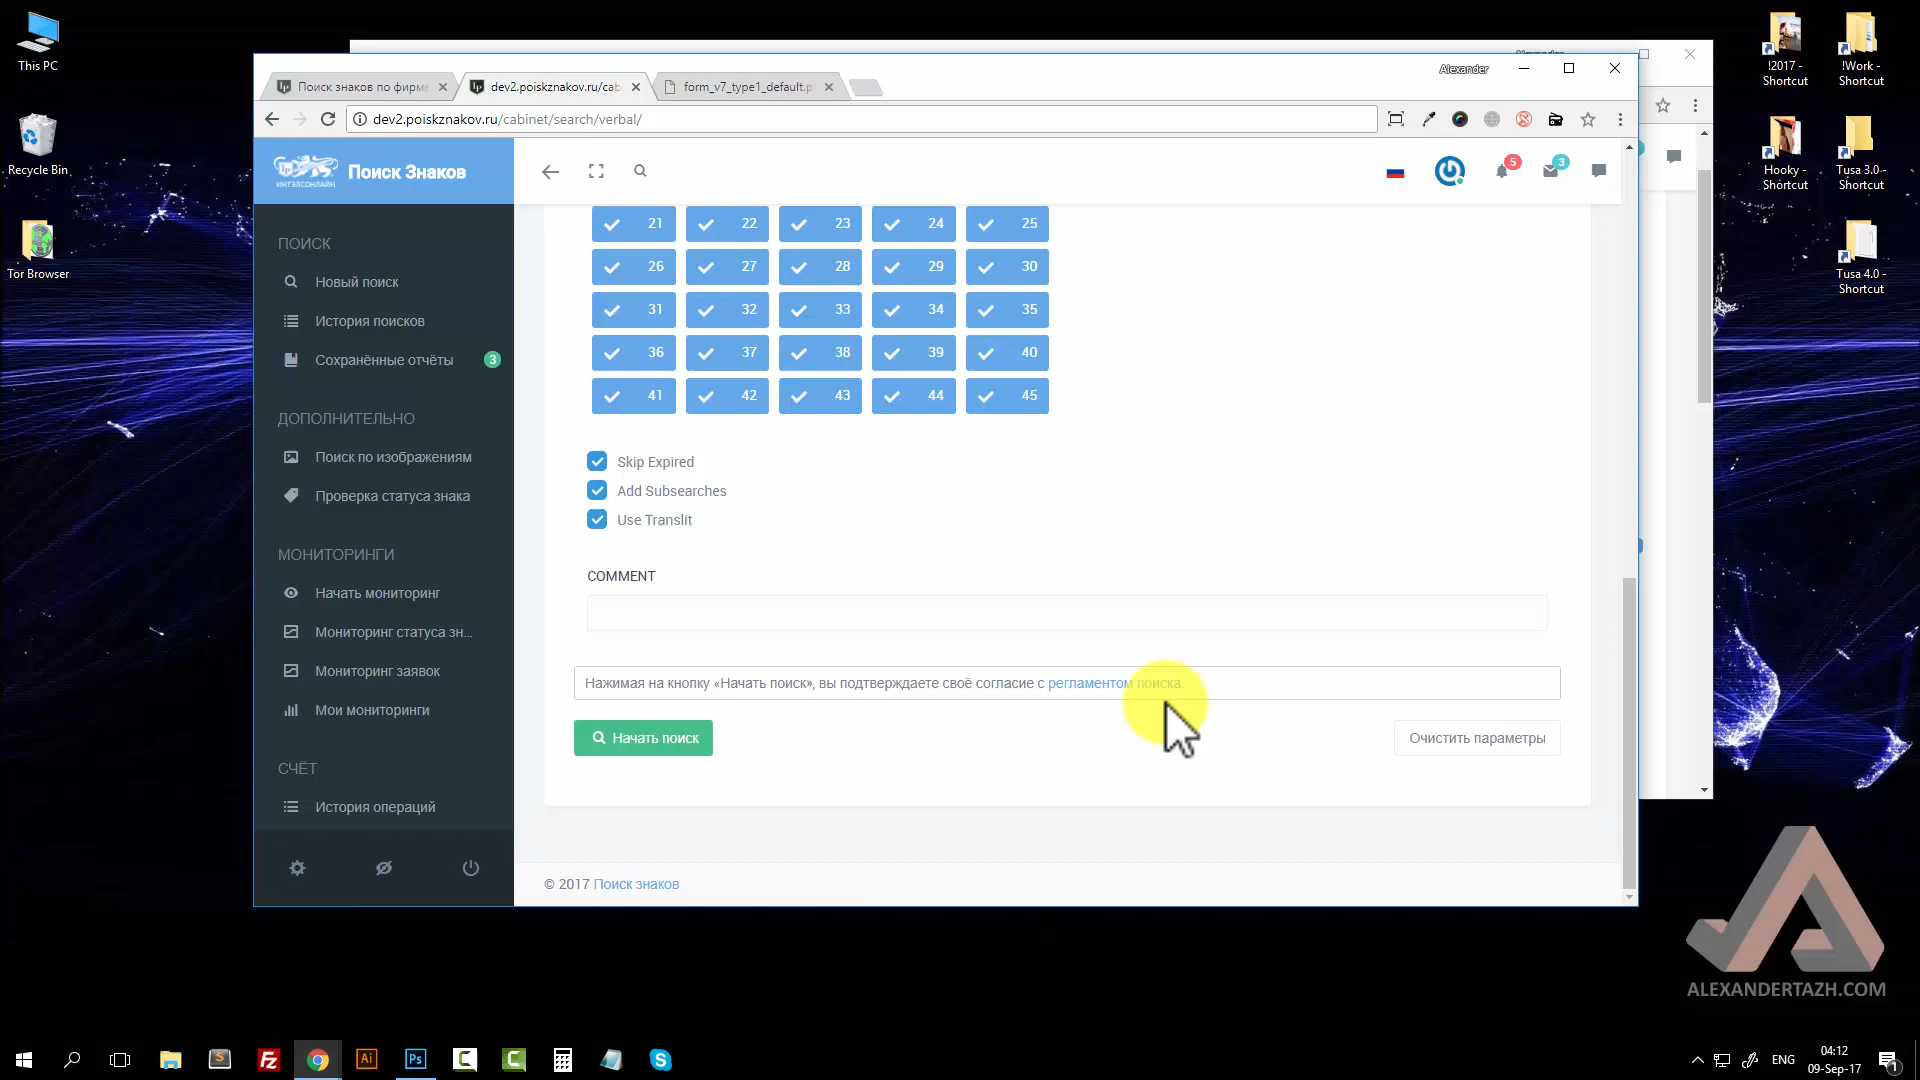 This PC
Recycle Bin
Tor Browser
!2017 -
Shortcut
!Work -
Shortcut
Hooky -
Shortcut
Tusa 3.0 -
Shortcut
Tusa 4.0 -
Shortcut
Alexander
Поиск знаков по фирме
dev2.poiskznakov.ru/cab
form_v7_type1_default.p
dev2.poiskznakov.ru/cabinet/search/verbal/
ИНТЭЛСОНЛАЙН
Поиск Знаков
5
3
ПОИСК
Новый поиск
История поисков
Сохранённые отчёты 3
ДОПОЛНИТЕЛЬНО
Поиск по изображениям
Проверка статуса знака
МОНИТОРИНГИ
Начать мониторинг
Мониторинг статуса зн...
Мониторинг заявок
Мои мониторинги
СЧЁТ
История операций
21 22 23 24 25
26 27 28 29 30
31 32 33 34 35
36 37 38 39 40
41 42 43 44 45
Skip Expired
Add Subsearches
Use Translit
COMMENT
Нажимая на кнопку «Начать поиск», вы подтверждаете своё согласие с регламентом поиска.
Начать поиск
Очистить параметры
© 2017 Поиск знаков
ALEXANDERTAZH.COM
Ai
Ps
ENG
04:12
09-Sep-17
1